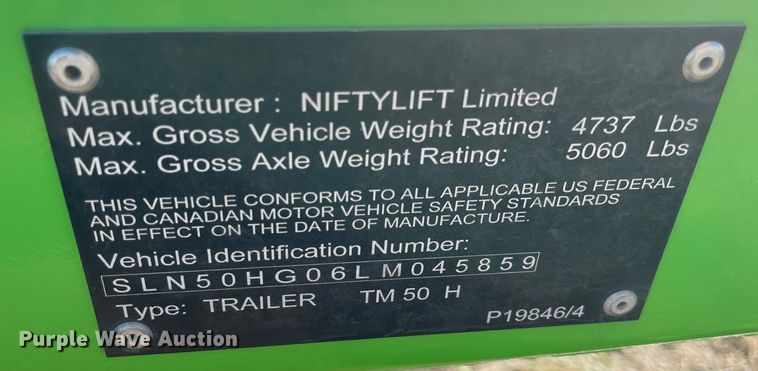 Manufacturer : NIFTYLIFT Limited
Max. Gross Vehicle Weight Rating: 4737 Lbs
Max. Gross Axle Weight Rating: 5060 Lbs
THIS VEHICLE CONFORMS TO ALL APPLICABLE US FEDERAL
AND CANADIAN MOTOR VEHICLE SAFETY STANDARDS
IN EFFECT ON THE DATE OF MANUFACTURE.
Vehicle Identification Number:
SLN50HG06LM045859
Type: TRAILER TM 50 H
P19846/4
Purple Wave Auction